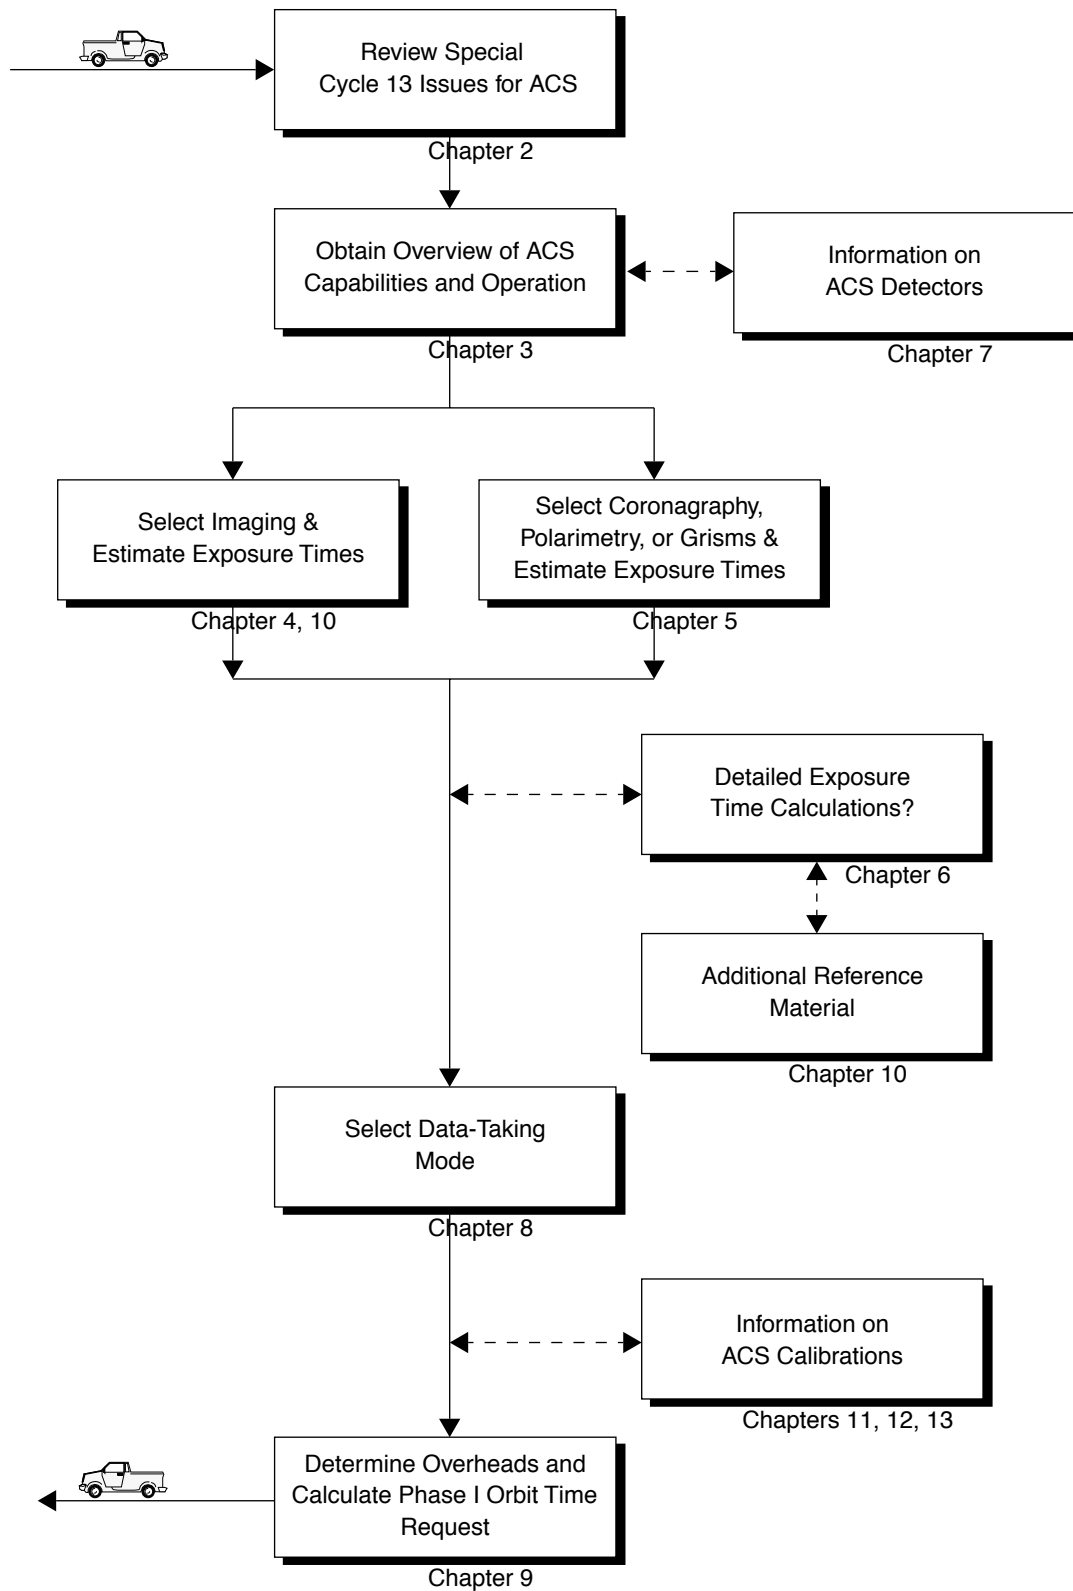 Review Special
Cycle 13 Issues for ACS
Chapter 2
Obtain Overview of ACS
Capabilities and Operation
Chapter 3
Information on
ACS Detectors
Chapter 7
Select Imaging &
Estimate Exposure Times
Chapter 4, 10
Select Coronagraphy,
Polarimetry, or Grisms &
Estimate Exposure Times
Chapter 5
Detailed Exposure
Time Calculations?
Chapter 6
Additional Reference
Material
Chapter 10
Select Data-Taking
Mode
Chapter 8
Information on
ACS Calibrations
Chapters 11, 12, 13
Determine Overheads and
Calculate Phase I Orbit Time
Request
Chapter 9